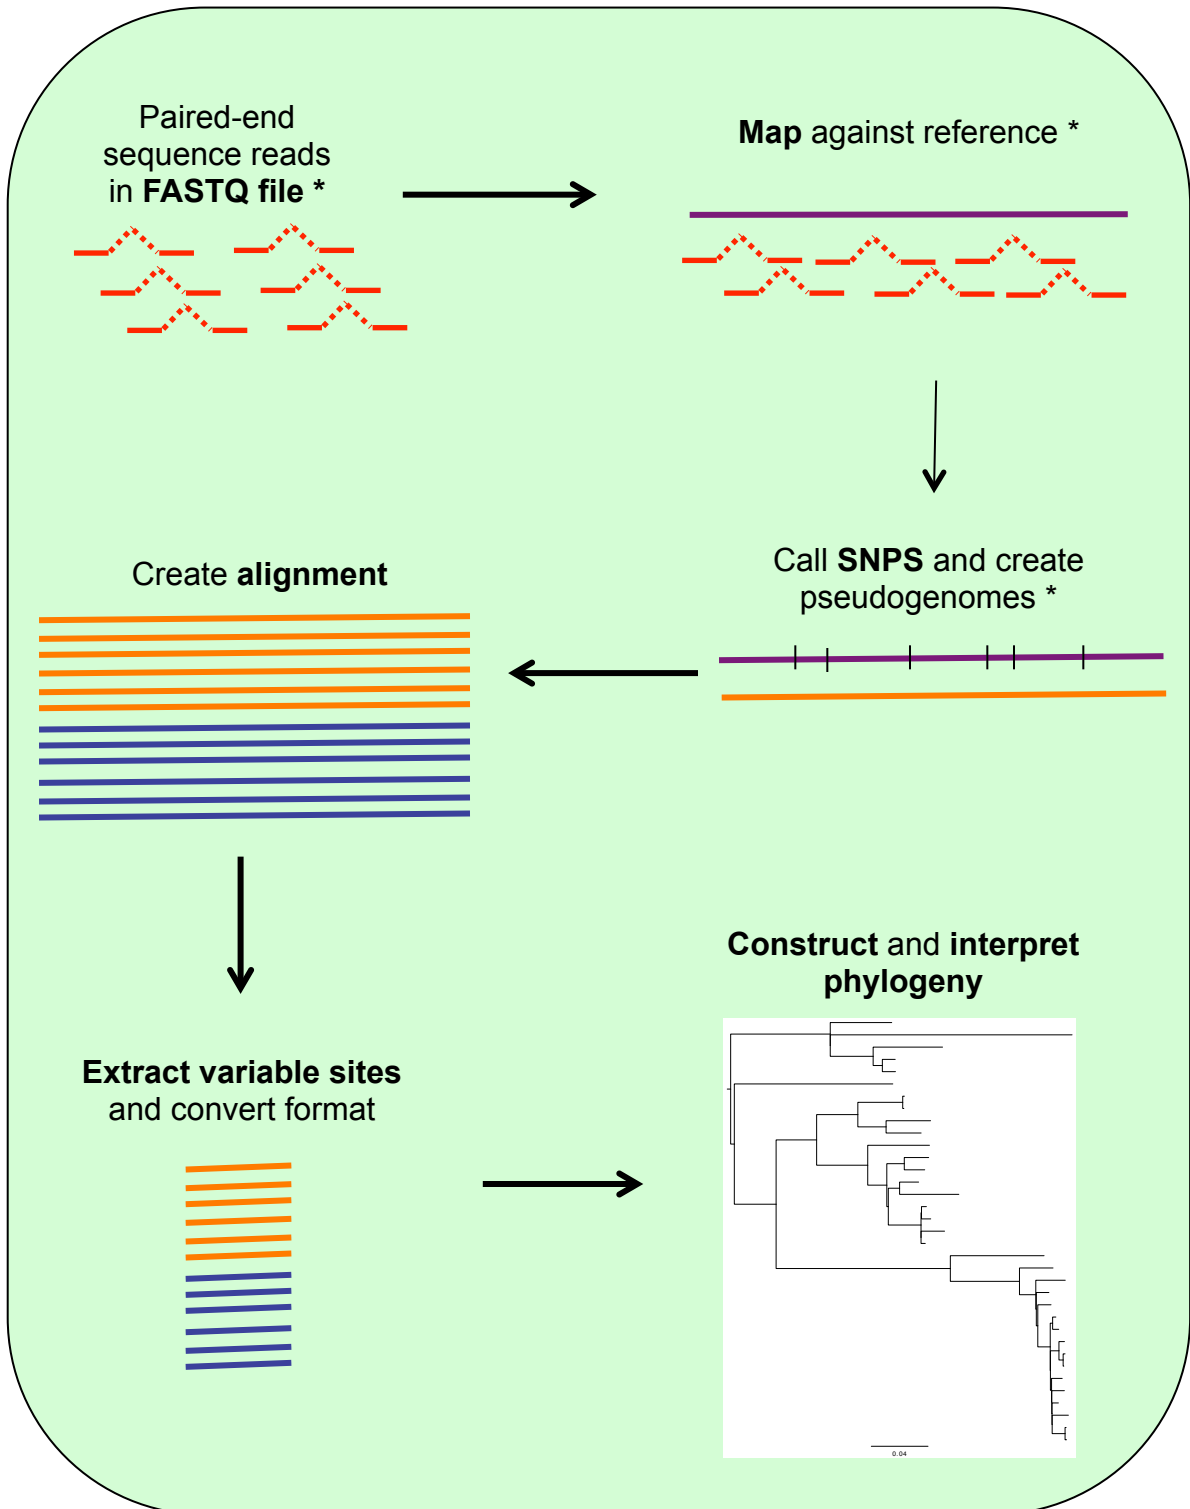 Paired-end
sequence reads
in FASTQ file *
Map against reference *
Call SNPS and create
pseudogenomes *
Create alignment
Extract variable sites
and convert format
Construct and interpret
phylogeny
0.04